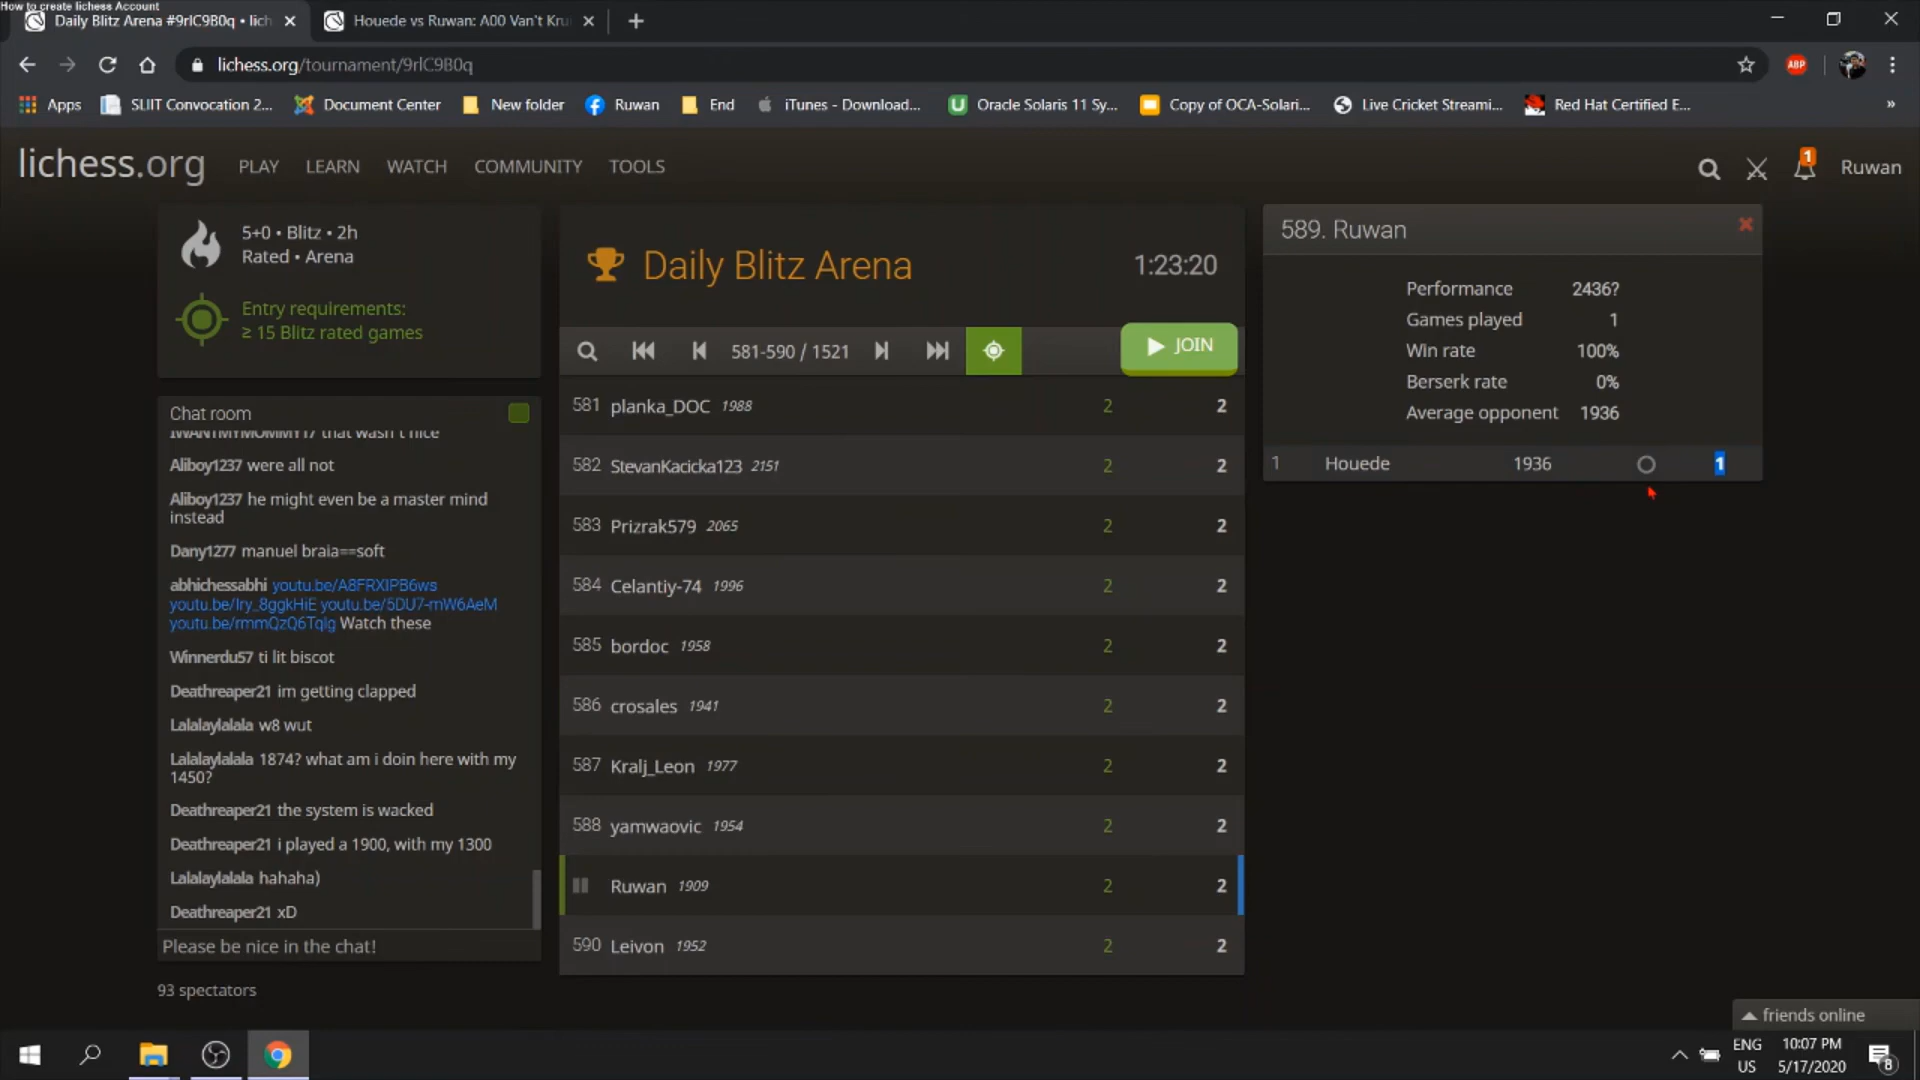 How to create lichess Account
Daily Blitz Arena #9rlC9B0q • lich
Houede vs Ruwan: A00 Van't Kru
lichess.org/tournament/9rlC9B0q
ABP
Apps
SLIIT Convocation 2...
Document Center
New folder
Ruwan
End
iTunes - Download...
Oracle Solaris 11 Sy...
Copy of OCA-Solari...
Live Cricket Streami...
Red Hat Certified E...
»
lichess.org
PLAY
LEARN
WATCH
COMMUNITY
TOOLS
1
Ruwan
5+0 • Blitz • 2h
Rated • Arena
Entry requirements:
≥ 15 Blitz rated games
Chat room
IWANTMYMOMMY17 that wasn't nice
Aliboy1237 were all not
Aliboy1237 he might even be a master mind
instead
Dany1277 manuel braia==soft
abhichessabhi youtu.be/A8FRXIPB6ws
youtu.be/Iry_8ggkHiE youtu.be/5DU7-mW6AeM
youtu.be/rmmQzQ6TqIg Watch these
Winnerdu57 ti lit biscot
Deathreaper21 im getting clapped
Lalalaylalala w8 wut
Lalalaylalala 1874? what am i doin here with my
1450?
Deathreaper21 the system is wacked
Deathreaper21 i played a 1900, with my 1300
Lalalaylalala hahaha)
Deathreaper21 xD
Please be nice in the chat!
93 spectators
Daily Blitz Arena 1:23:20
581-590 / 1521
JOIN
581 planka_DOC 1988 2 2
582 StevanKacicka123 2151 2 2
583 Prizrak579 2065 2 2
584 Celantiy-74 1996 2 2
585 bordoc 1958 2 2
586 crosales 1941 2 2
587 Kralj_Leon 1977 2 2
588 yamwaovic 1954 2 2
Ruwan 1909 2 2
590 Leivon 1952 2 2
589. Ruwan
Performance 2436?
Games played 1
Win rate 100%
Berserk rate 0%
Average opponent 1936
1 Houede 1936 1
friends online
ENG
US
10:07 PM
5/17/2020
8